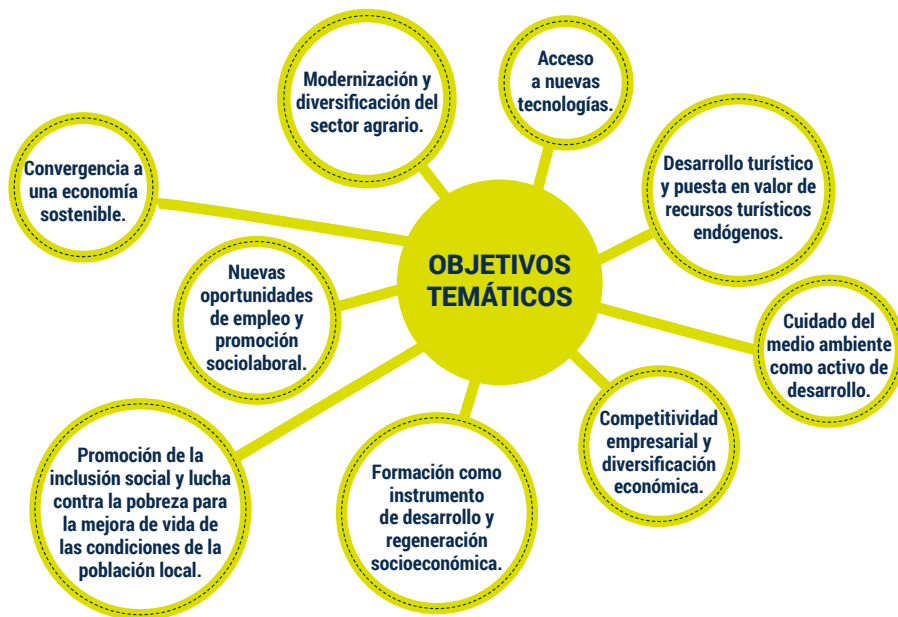 Modernización y
diversificación del
sector agrario.
Acceso
a nuevas
tecnologías.
Convergencia a
una economía
sostenible.
Desarrollo turístico
y puesta en valor de
recursos turísticos
endógenos.
OBJETIVOS
TEMÁTICOS
Nuevas
oportunidades
de empleo y
promoción
sociolaboral.
Cuidado del
medio ambiente
como activo de
desarrollo.
Competitividad
empresarial y
diversificación
económica.
Promoción de la
inclusión social y lucha
contra la pobreza para
la mejora de vida de
las condiciones de la
población local.
Formación como
instrumento
de desarrollo y
regeneración
socioeconómica.